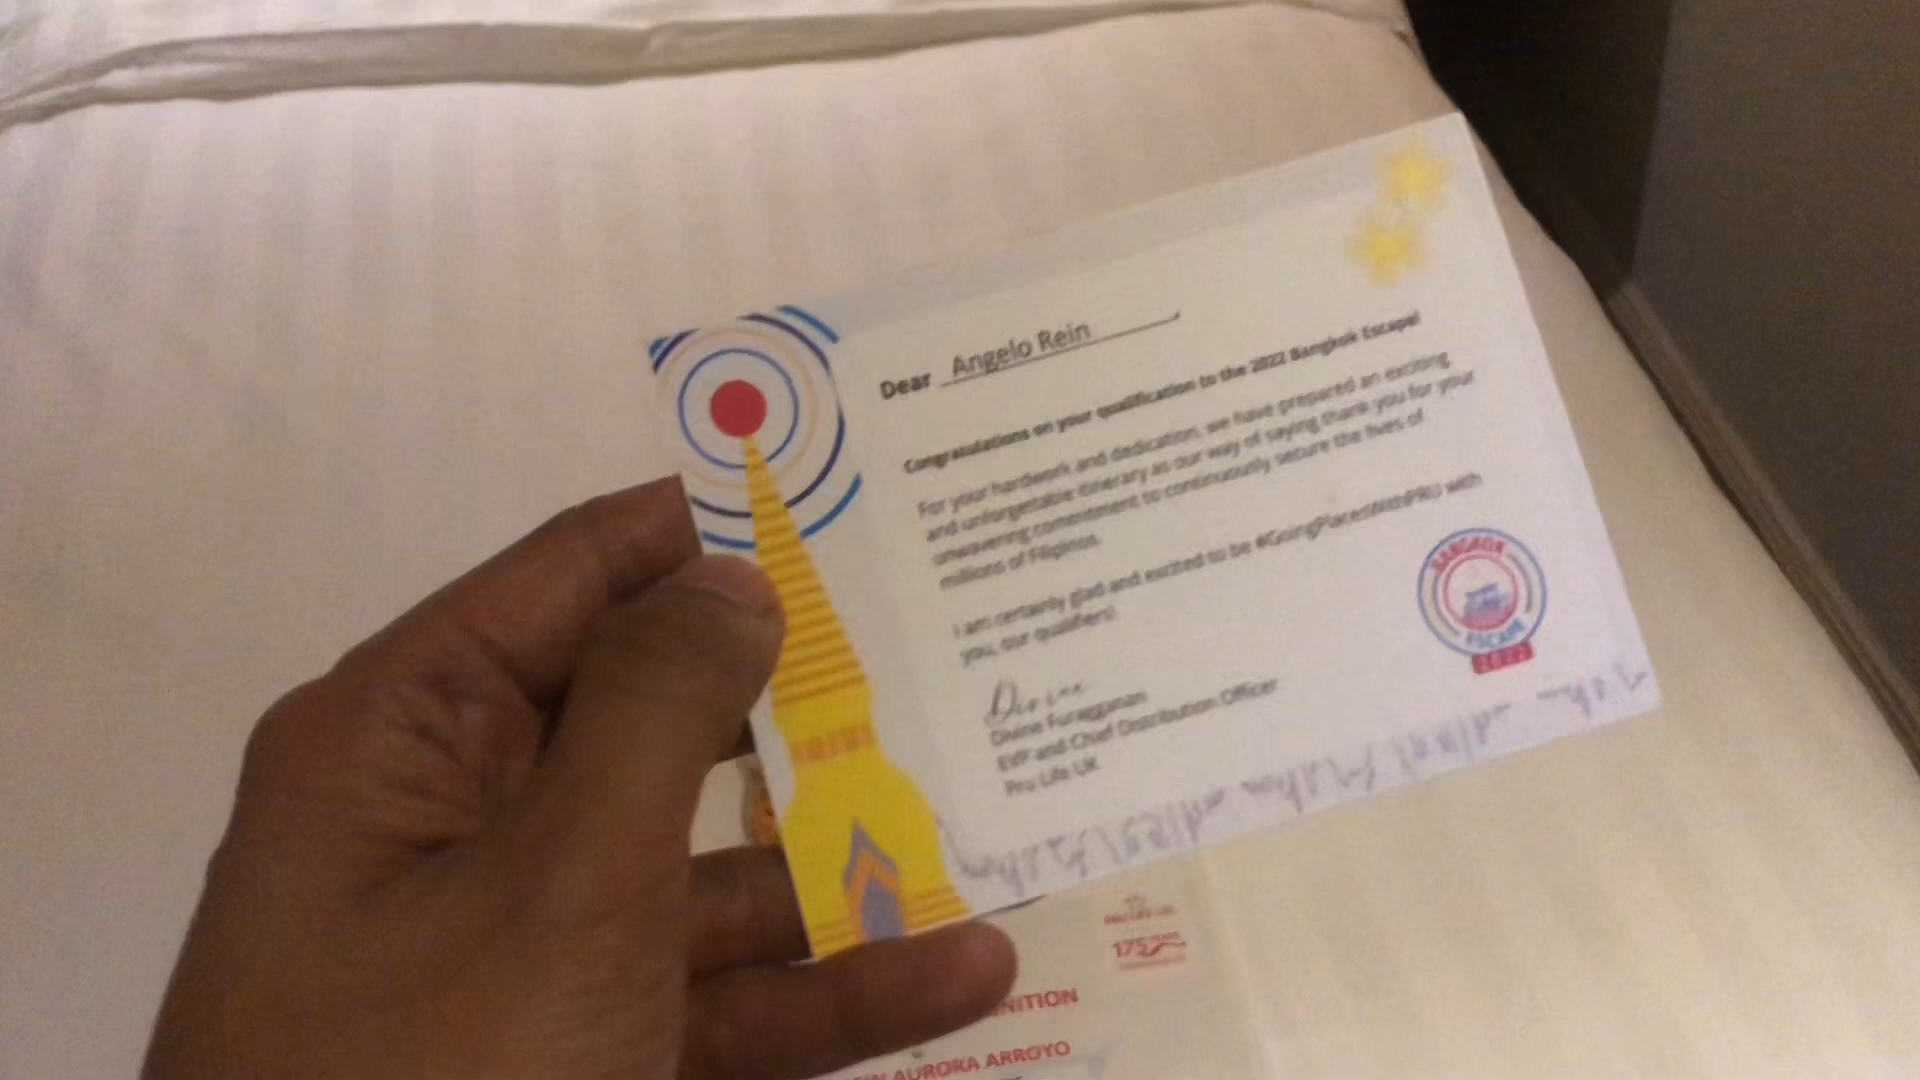 Dear Angelo Rein
Congratulations on your qualification to the 2022 Bangkok Escape!
For your hardwork and dedication, we have prepared an exciting
and unforgettable itinerary as our way of saying thank you for your
unwavering commitment to continuously secure the lives of
millions of Filipinos.
I am certainly glad and excited to be #GoingPlacesWithPRU with
you, our qualifiers!
Divine Furagganan
EVP and Chief Distribution Officer
Pru Life UK
BANGKOK
ESCAPE
2022
175 YEARS
NITION
IN AURORA ARROYO